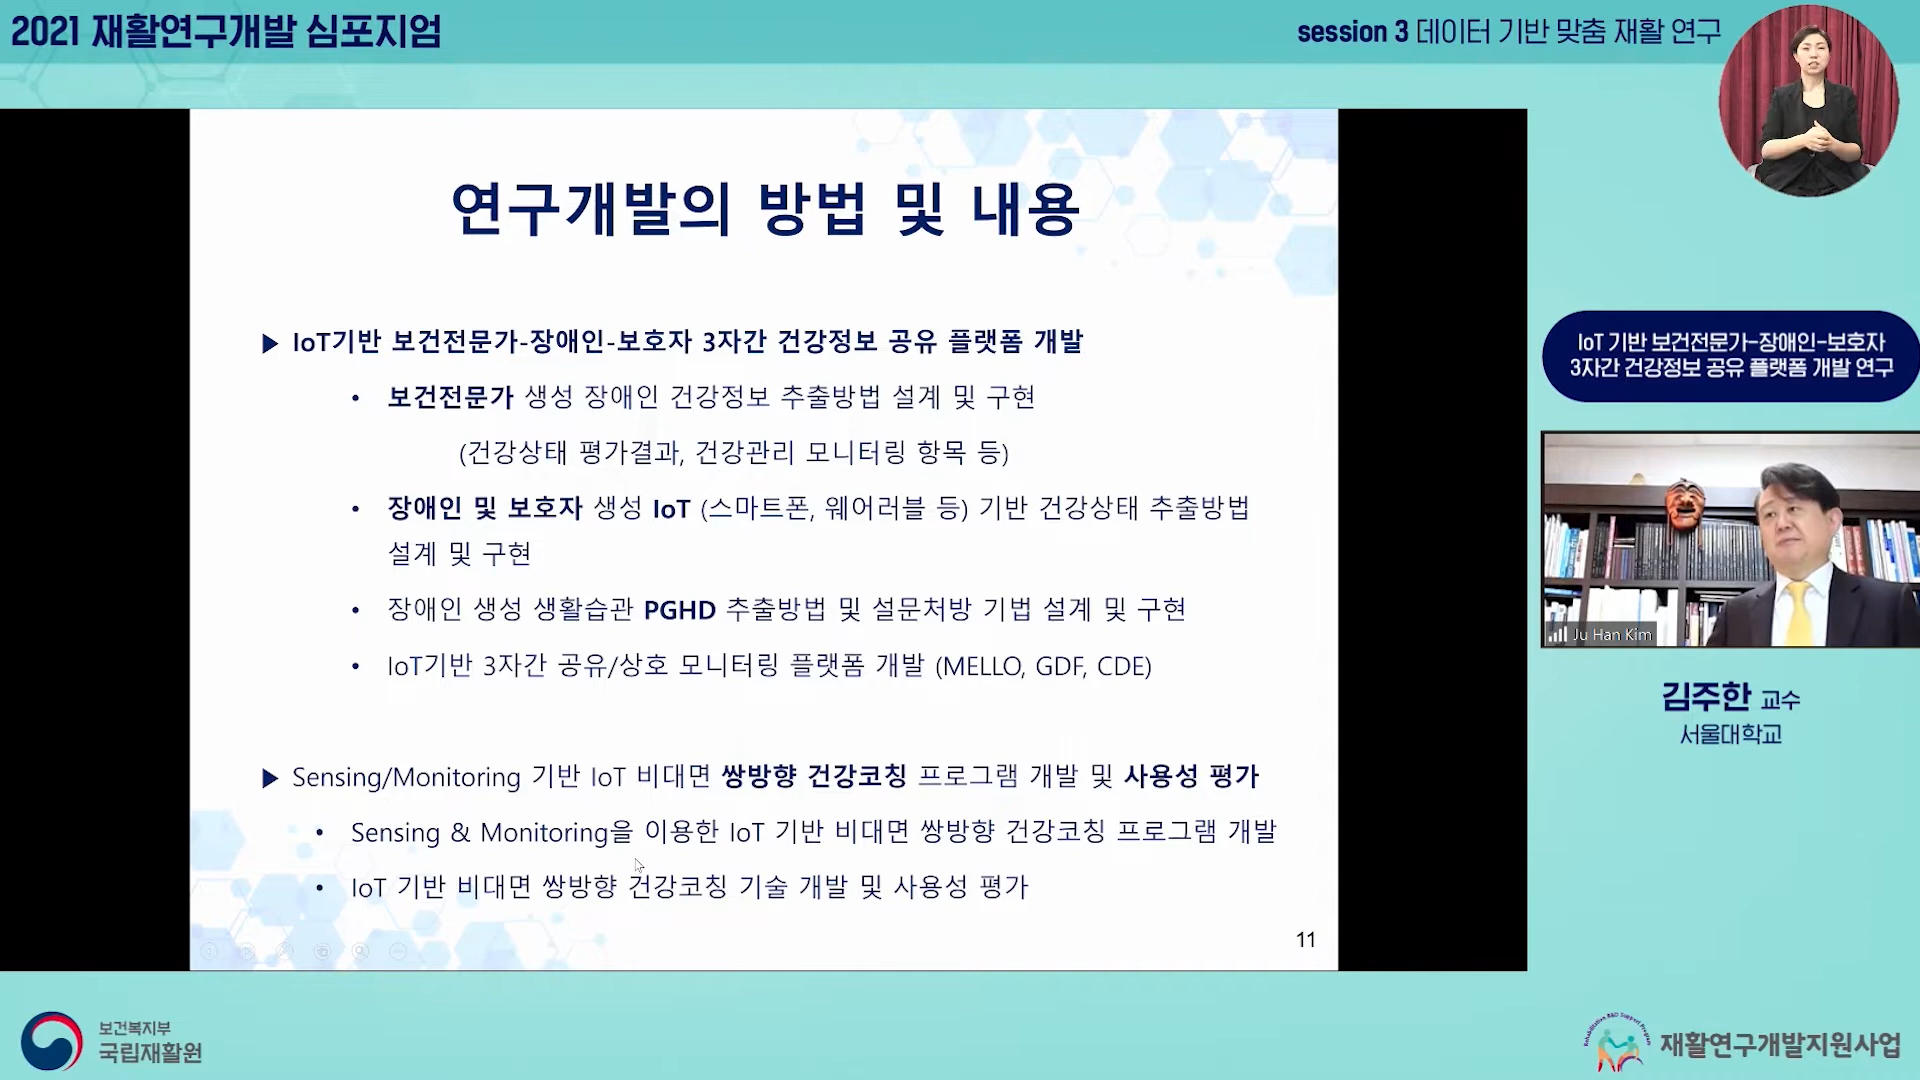 2021 재활연구개발 심포지엄
session 3 데이터 기반 맞춤 재활 연구
연구개발의 방법 및 내용
▶ IoT기반 보건전문가-장애인-보호자 3자간 건강정보 공유 플랫폼 개발
• 보건전문가 생성 장애인 건강정보 추출방법 설계 및 구현
(건강상태 평가결과, 건강관리 모니터링 항목 등)
• 장애인 및 보호자 생성 IoT (스마트폰, 웨어러블 등) 기반 건강상태 추출방법
설계 및 구현
• 장애인 생성 생활습관 PGHD 추출방법 및 설문처방 기법 설계 및 구현
• IoT기반 3자간 공유/상호 모니터링 플랫폼 개발 (MELLO, GDF, CDE)
▶ Sensing/Monitoring 기반 IoT 비대면 쌍방향 건강코칭 프로그램 개발 및 사용성 평가
• Sensing & Monitoring을 이용한 IoT 기반 비대면 쌍방향 건강코칭 프로그램 개발
• IoT 기반 비대면 쌍방향 건강코칭 기술 개발 및 사용성 평가
11
IoT 기반 보건전문가-장애인-보호자
3자간 건강정보 공유 플랫폼 개발 연구
Ju Han Kim
김주한 교수
서울대학교
보건복지부
국립재활원
Rehabilitation R&D Support Program
재활연구개발지원사업